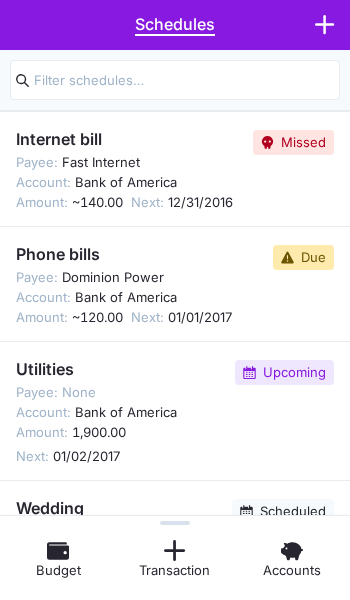 Schedules
Filter schedules...
Internet bill
Missed
Payee: Fast Internet
Account: Bank of America
Amount: ~140.00 Next: 12/31/2016
Phone bills
Due
Payee: Dominion Power
Account: Bank of America
Amount: ~120.00 Next: 01/01/2017
Utilities
Upcoming
Payee: None
Account: Bank of America
Amount: 1,900.00
Next: 01/02/2017
Wedding
Scheduled
Budget
Transaction
Accounts